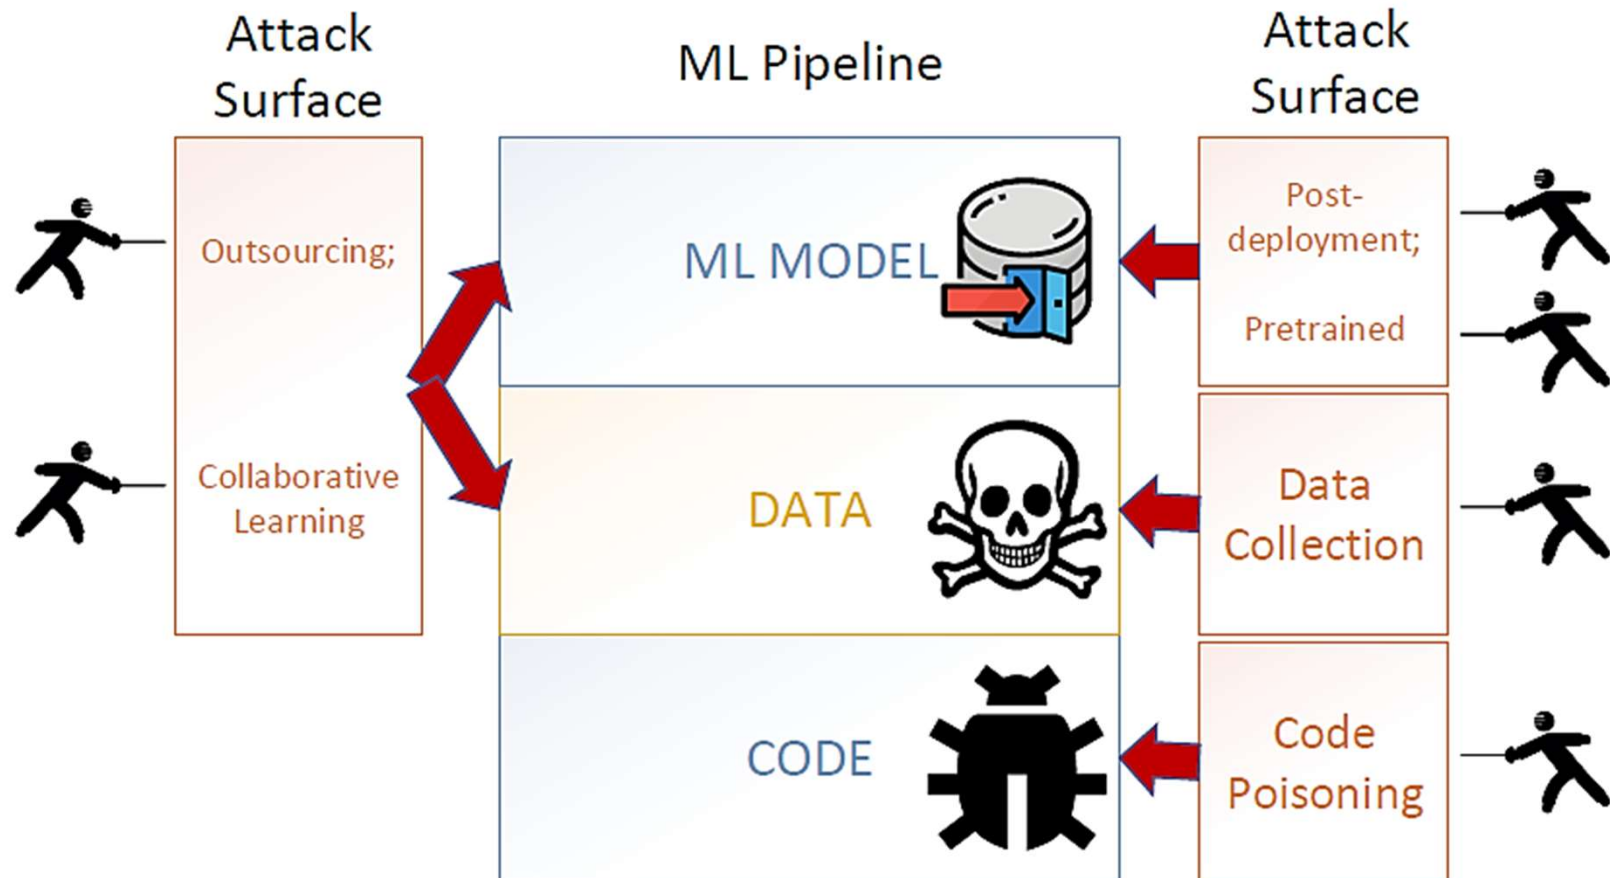 Attack
Surface
ML Pipeline
Attack
Surface
Outsourcing;
Collaborative
Learning
ML MODEL
DATA
CODE
Post-
deployment;
Pretrained
Data
Collection
Code
Poisoning